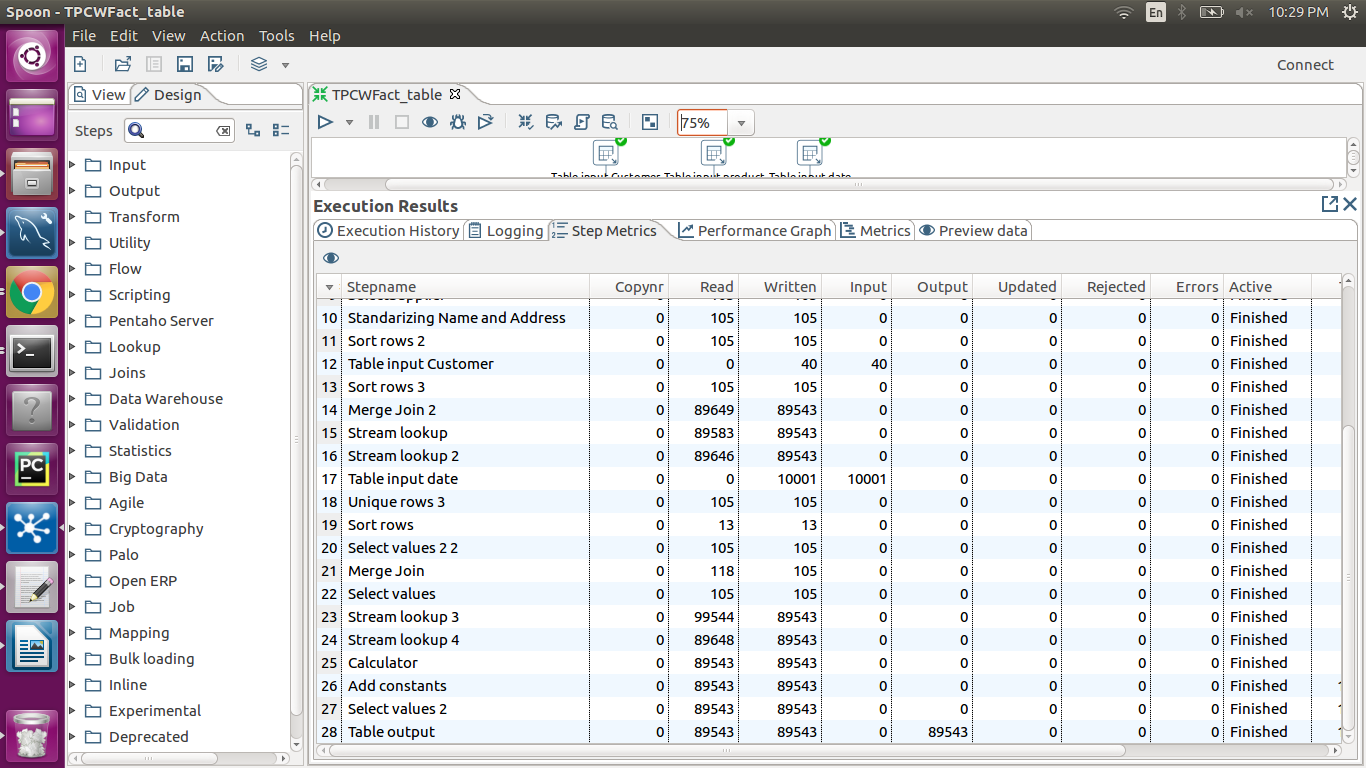 Spoon - TPCWFact_table
En
10:29 PM
File Edit View Action Tools Help
Connect
View
Design
TPCWFact_table
Steps
75%
Input
Output
Transform
Utility
Flow
Scripting
Pentaho Server
Lookup
Joins
Data Warehouse
Validation
Statistics
Big Data
Agile
Cryptography
Palo
Open ERP
Job
Mapping
Bulk loading
Inline
Experimental
Deprecated
PC
Table input Customer Table input product Table input date
Execution Results
Execution History Logging Step Metrics Performance Graph Metrics Preview data
Stepname Copynr Read Written Input Output Updated Rejected Errors Active
10 Standarizing Name and Address 0 105 105 0 0 0 0 0 Finished
11 Sort rows 2 0 105 105 0 0 0 0 0 Finished
12 Table input Customer 0 0 40 40 0 0 0 0 Finished
13 Sort rows 3 0 105 105 0 0 0 0 0 Finished
14 Merge Join 2 0 89649 89543 0 0 0 0 0 Finished
15 Stream lookup 0 89583 89543 0 0 0 0 0 Finished
16 Stream lookup 2 0 89646 89543 0 0 0 0 0 Finished
17 Table input date 0 0 10001 10001 0 0 0 0 Finished
18 Unique rows 3 0 105 105 0 0 0 0 0 Finished
19 Sort rows 0 13 13 0 0 0 0 0 Finished
20 Select values 2 2 0 105 105 0 0 0 0 0 Finished
21 Merge Join 0 118 105 0 0 0 0 0 Finished
22 Select values 0 105 105 0 0 0 0 0 Finished
23 Stream lookup 3 0 99544 89543 0 0 0 0 0 Finished
24 Stream lookup 4 0 89648 89543 0 0 0 0 0 Finished
25 Calculator 0 89543 89543 0 0 0 0 0 Finished
26 Add constants 0 89543 89543 0 0 0 0 0 Finished
27 Select values 2 0 89543 89543 0 0 0 0 0 Finished
28 Table output 0 89543 89543 0 89543 0 0 0 Finished